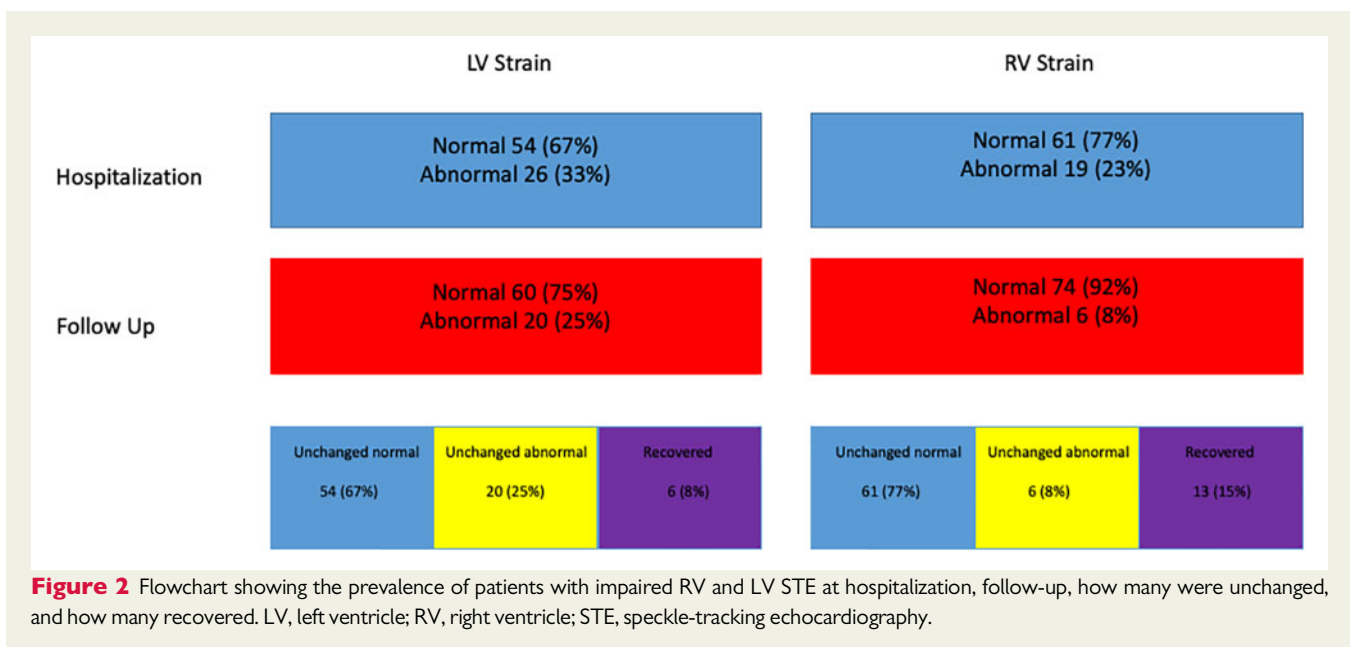 LV Strain
RV Strain
Hospitalization
Normal 54 (67%)
Abnormal 26 (33%)
Normal 61 (77%)
Abnormal 19 (23%)
Follow Up
Normal 60 (75%)
Abnormal 20 (25%)
Normal 74 (92%)
Abnormal 6 (8%)
Unchanged normal
54 (67%)
Unchanged abnormal
20 (25%)
Recovered
6 (8%)
Unchanged normal
61 (77%)
Unchanged abnormal
6 (8%)
Recovered
13 (15%)
Figure 2 Flowchart showing the prevalence of patients with impaired RV and LV STE at hospitalization, follow-up, how many were unchanged,
and how many recovered. LV, left ventricle; RV, right ventricle; STE, speckle-tracking echocardiography.